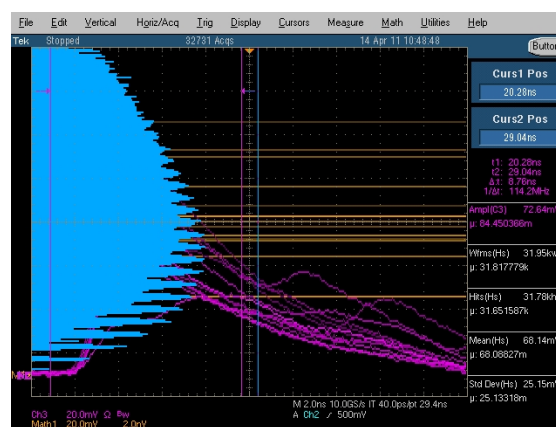 File Edit Vertical Horiz/Acq Trig Display Cursors Measure Math Utilities Help
Tek Stopped 32731 Acqs 14 Apr 11 10:48:48
Button
Curs1 Pos
20.28ns
Curs2 Pos
29.04ns
t1: 20.28ns
t2: 29.04ns
Δt: 8.76ns
1/Δt: 114.2MHz
Ampl(C3) 72.64m
µ: 84.450366m
Wfms(Hs) 31.95k
µ: 31.817779k
Hits(Hs) 31.78k
µ: 31.651587k
Mean(Hs) 68.14m
µ: 68.08827m
Std Dev(Hs) 25.15m
µ: 25.13318m
Ch3 20.0mV Ω Bw
Math1 20.0mV 2.0ns
M 2.0ns 10.0GS/s IT 40.0ps/pt 29.4ns
A Ch2 ∕ 500mV